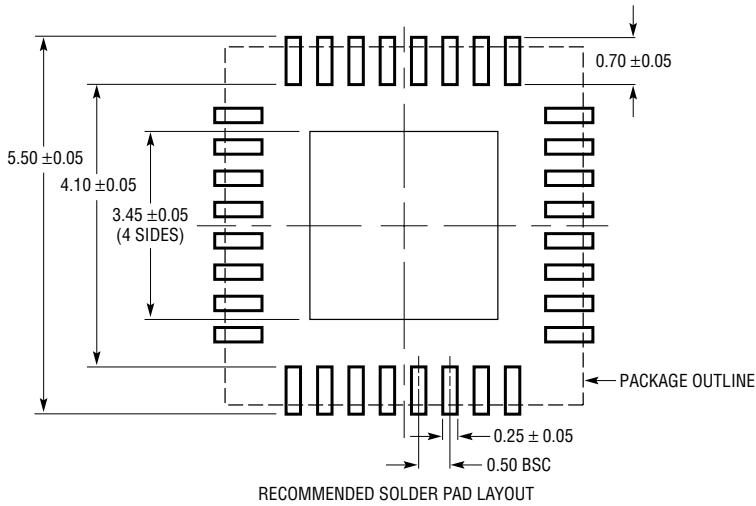 0.70 ±0.05
5.50 ±0.05
4.10 ±0.05
3.45 ±0.05
(4 SIDES)
PACKAGE OUTLINE
0.25 ± 0.05
0.50 BSC
RECOMMENDED SOLDER PAD LAYOUT